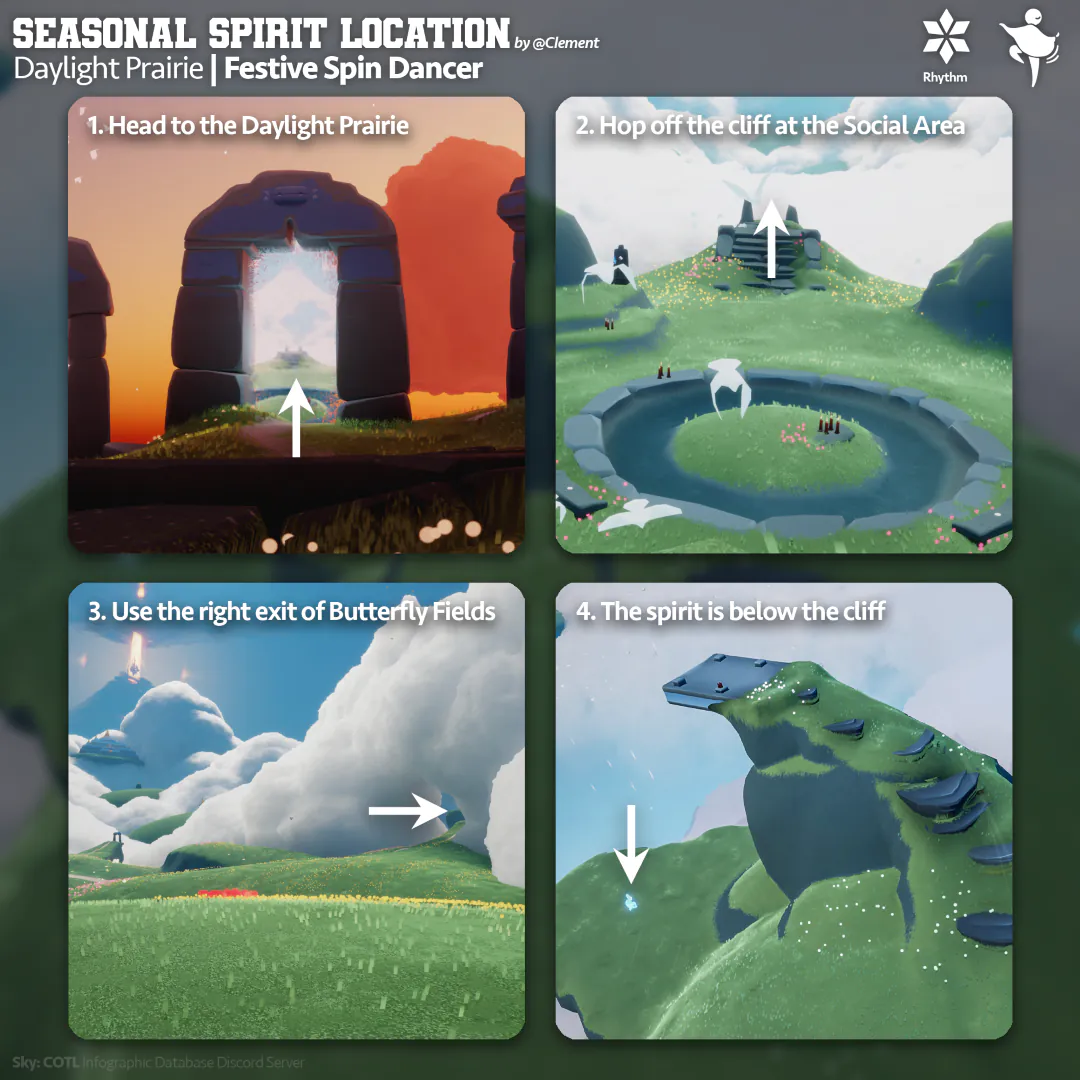 SEASONAL SPIRIT LOCATION by @Clement
Daylight Prairie | Festive Spin Dancer
Rhythm
1. Head to the Daylight Prairie
2. Hop off the cliff at the Social Area
3. Use the right exit of Butterfly Fields
4. The spirit is below the cliff
Sky: COTL Infographic Database Discord Server